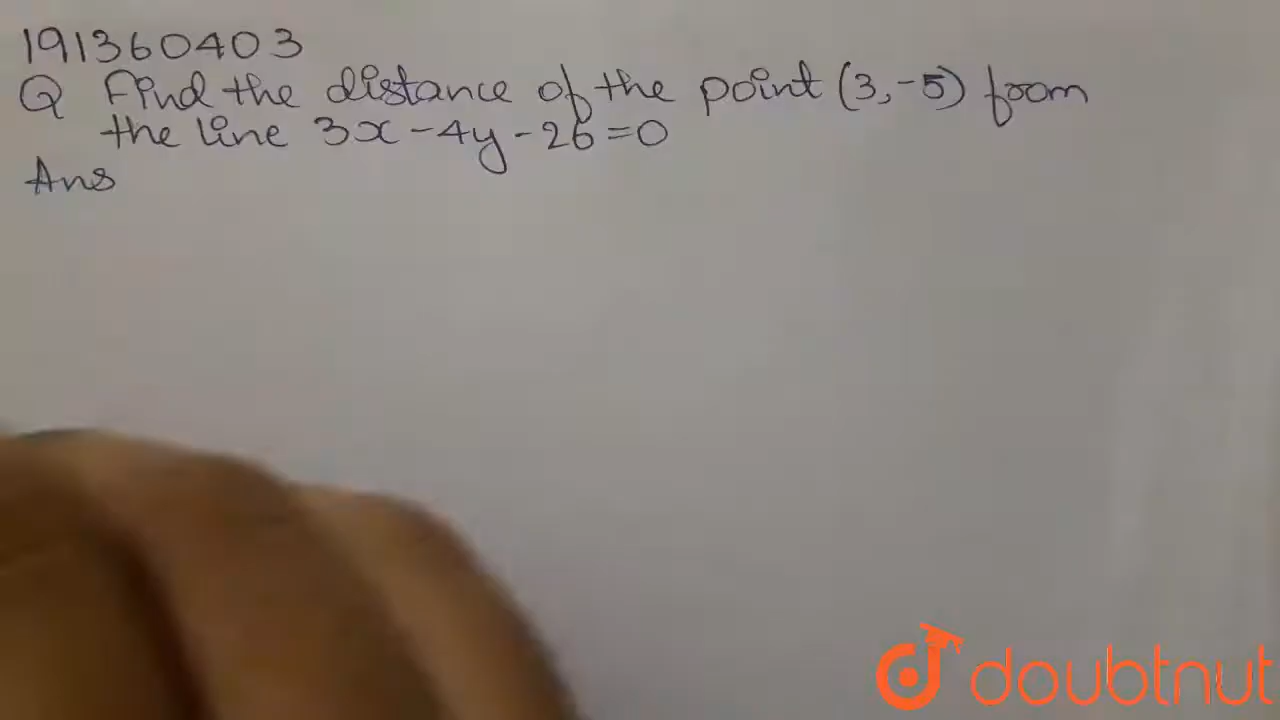 191360403
Q Find the distance of the point (3,-5) from
the line 3x-4y-26=0
Ans
doubtnut